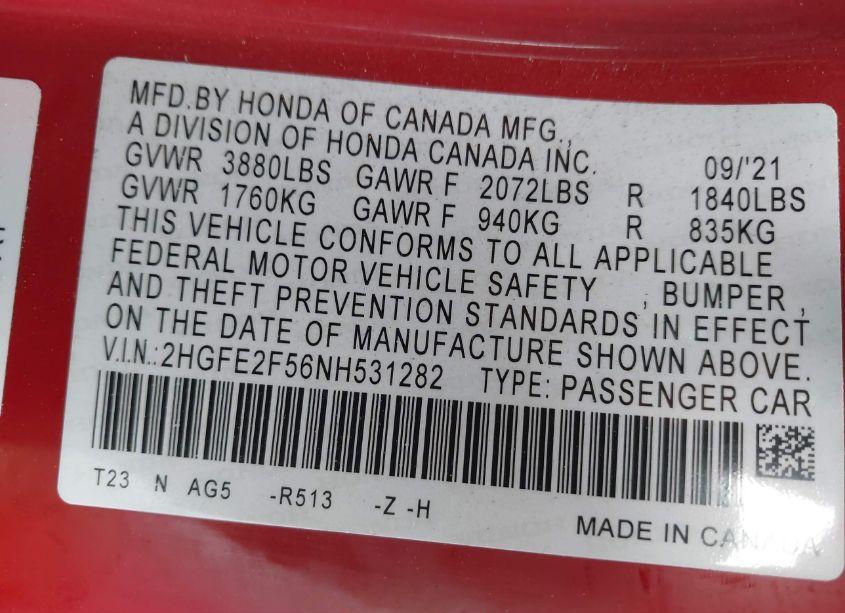 MFD.BY HONDA OF CANADA MFG.,
A DIVISION OF HONDA CANADA INC. 09/'21
GVWR 3880LBS GAWR F 2072LBS R 1840LBS
GVWR 1760KG GAWR F 940KG R 835KG
THIS VEHICLE CONFORMS TO ALL APPLICABLE
FEDERAL MOTOR VEHICLE SAFETY , BUMPER ,
AND THEFT PREVENTION STANDARDS IN EFFECT
ON THE DATE OF MANUFACTURE SHOWN ABOVE.
V.I.N.:2HGFE2F56NH531282 TYPE: PASSENGER CAR
T23 N AG5 -R513 -Z -H
MADE IN CANADA